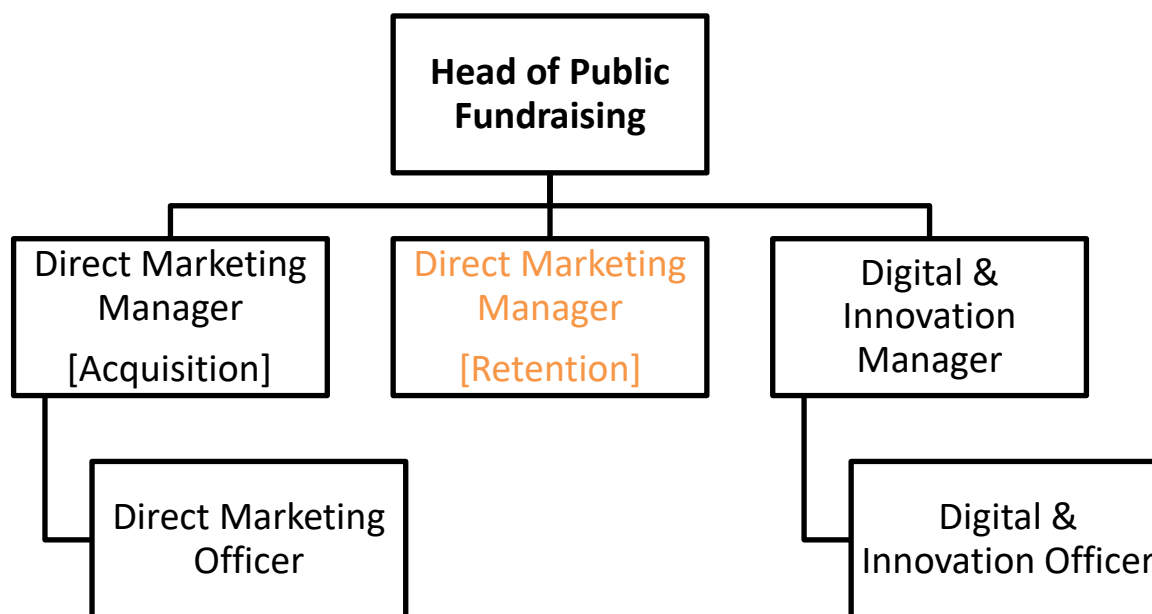 Head of Public
Fundraising
Direct Marketing
Manager
[Acquisition]
Direct Marketing
Manager
[Retention]
Digital &
Innovation
Manager
Direct Marketing
Officer
Digital &
Innovation Officer